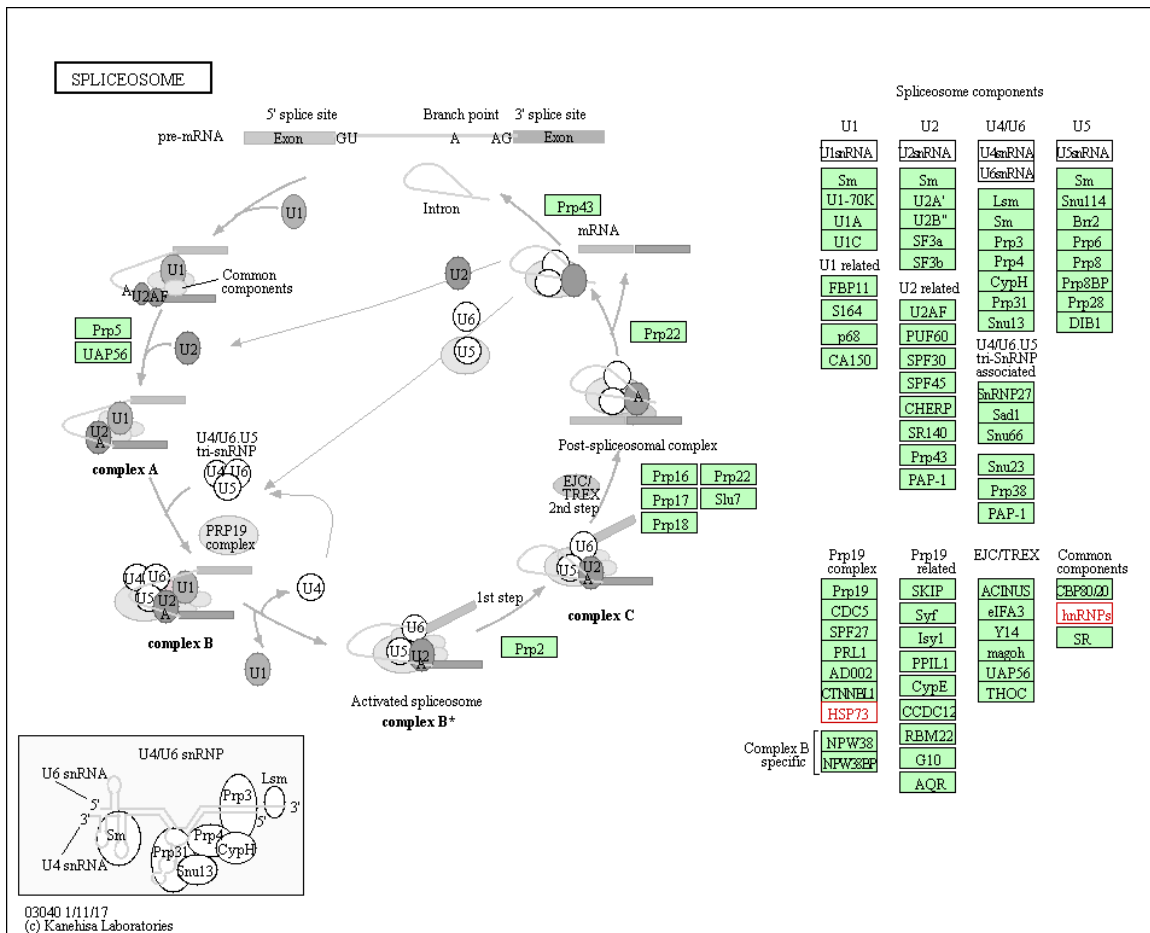 SPLICEOSOME
5' splice site
Branch point
3' splice site
pre-mRNA
Exon
GU
A
AG
Exon
U1
Intron
Prp43
mRNA
U1
Common
components
A
U2AF
U2
Prp5
UAP56
U2
U6
U5
Prp22
U1
U2
A
complex A
U4/U6.U5
tri-snRNP
U4
U6
U5
A
Post-spliceosomal complex
PRP19
complex
EJC/
TREX
2nd step
Prp16
Prp22
Prp17
Slu7
Prp18
U4
U6
U1
U5
U2
A
complex B
U4
U1
U6
U5
U2
A
complex C
1st step
U6
U5
U2
A
Prp2
Activated spliceosome
complex B*
U4/U6 snRNP
U6 snRNA
5'
3'
U4 snRNA
Sm
Prp3
Lsm
3'
5'
Prp4
Prp31
CypH
Snu13
03040 1/11/17
(c) Kanehisa Laboratories
Spliceosome components
U1
U1snRNA
Sm
U1-70K
U1A
U1C
U1 related
FBP11
S164
p68
CA150
U2
U2snRNA
Sm
U2A'
U2B"
SF3a
SF3b
U2 related
U2AF
PUF60
SPF30
SPF45
CHERP
SR140
Prp43
PAP-1
U4/U6
U4snRNA
U6snRNA
Lsm
Sm
Prp3
Prp4
CypH
Prp31
Snu13
U4/U6.U5
tri-SnRNP
associated
SnRNP27
Sad1
Snu66
Snu23
Prp38
PAP-1
U5
U5snRNA
Sm
Snu114
Brr2
Prp6
Prp8
Prp8BP
Prp28
DIB1
Prp19
complex
Prp19
CDC5
SPF27
PRL1
AD002
CTNNBL1
HSP73
Complex B
specific
NPW38
NPW38BP
Prp19
related
SKIP
Syf
Isy1
PPIL1
CypE
CCDC12
RBM22
G10
AQR
EJC/TREX
ACINUS
eIFA3
Y14
magoh
UAP56
THOC
Common
components
CBP80/20
hnRNPs
SR